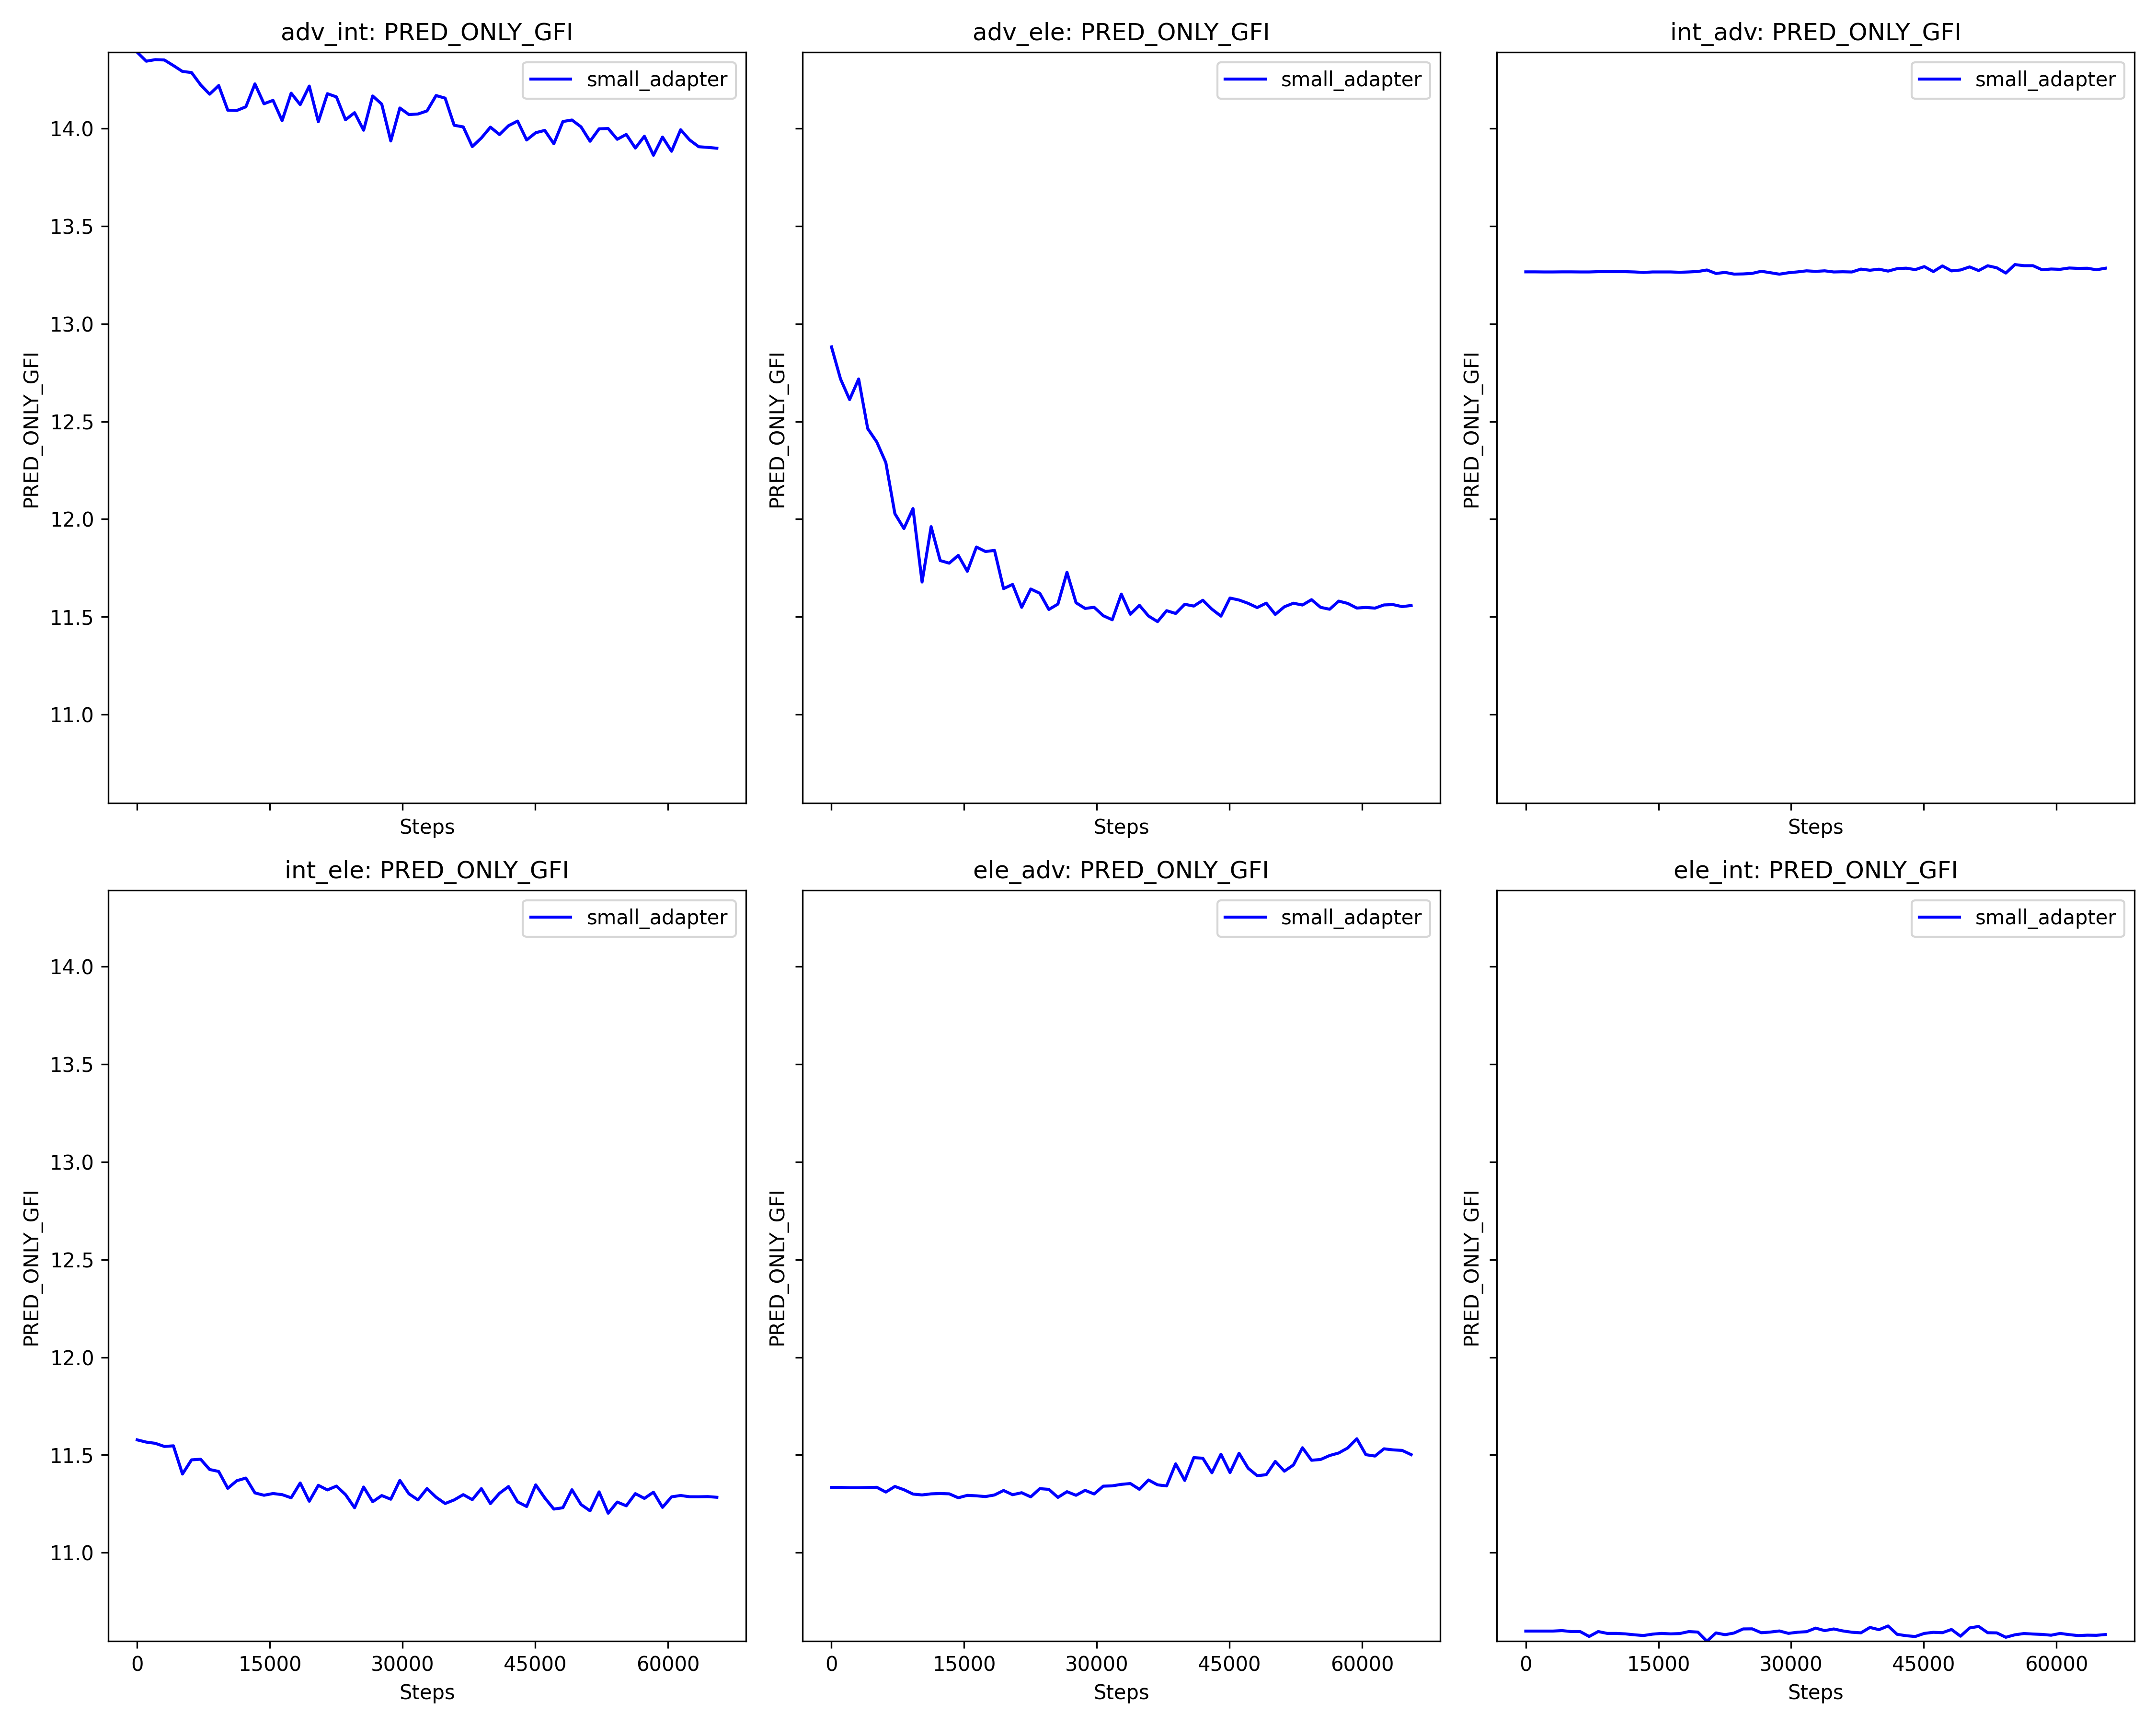 adv_int: PRED_ONLY_GFI
adv_ele: PRED_ONLY_GFI
int_adv: PRED_ONLY_GFI
small_adapter
small_adapter
small_adapter
PRED_ONLY_GFI
14.0
13.5
13.0
12.5
12.0
11.5
11.0
PRED_ONLY_GFI
PRED_ONLY_GFI
Steps
Steps
Steps
int_ele: PRED_ONLY_GFI
ele_adv: PRED_ONLY_GFI
ele_int: PRED_ONLY_GFI
small_adapter
small_adapter
small_adapter
PRED_ONLY_GFI
14.0
13.5
13.0
12.5
12.0
11.5
11.0
PRED_ONLY_GFI
PRED_ONLY_GFI
0 15000 30000 45000 60000
0 15000 30000 45000 60000
0 15000 30000 45000 60000
Steps
Steps
Steps